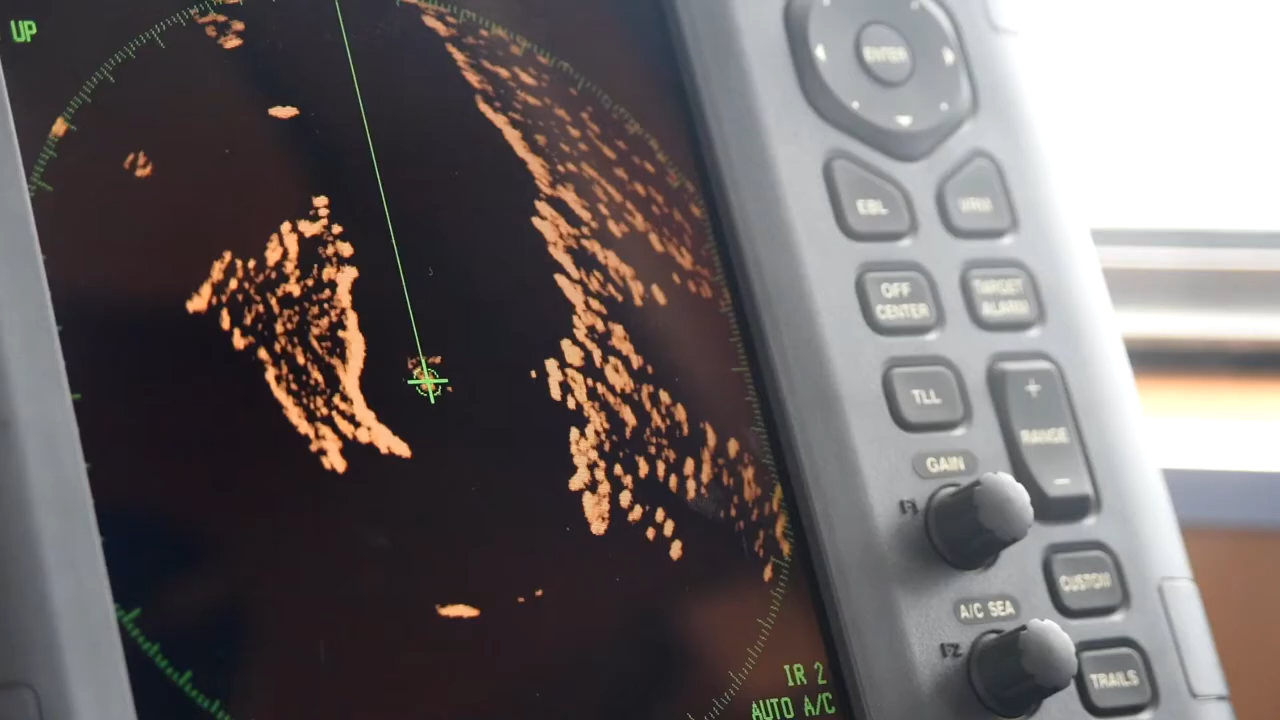 UP
ENTER
EBL
VRM
OFF
CENTER
TARGET
ALARM
TLL
+
RANGE
−
GAIN
F1
CUSTOM
A/C SEA
F2
TRAILS
IR 2
AUTO A/C